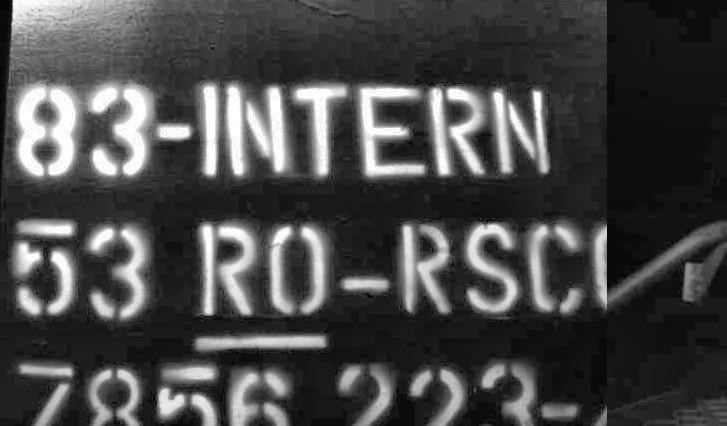 83-INTERN
53 RO-RSC
7856 223-